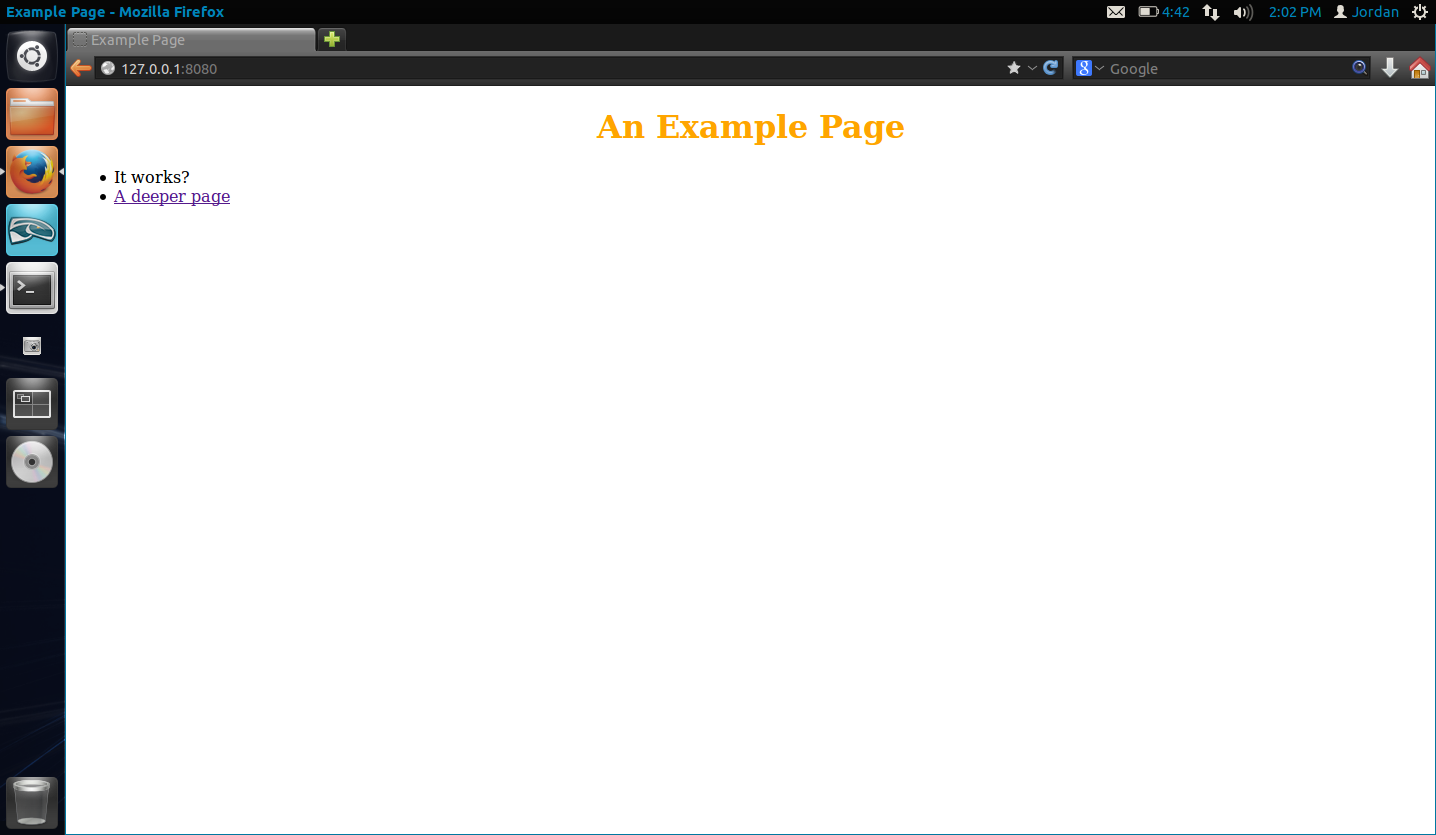 Example Page - Mozilla Firefox
4:42
2:02 PM
Jordan
Example Page
127.0.0.1:8080
8
Google
An Example Page
It works?
A deeper page
>_